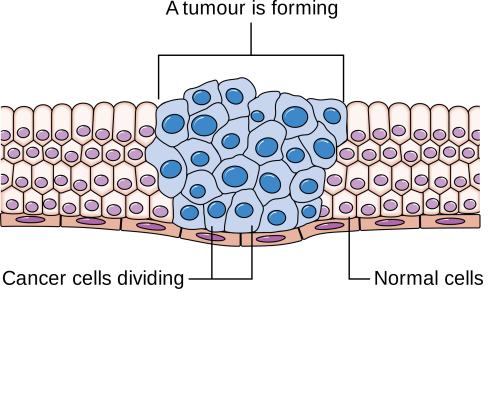 A tumour is forming
Cancer cells dividing
Normal cells